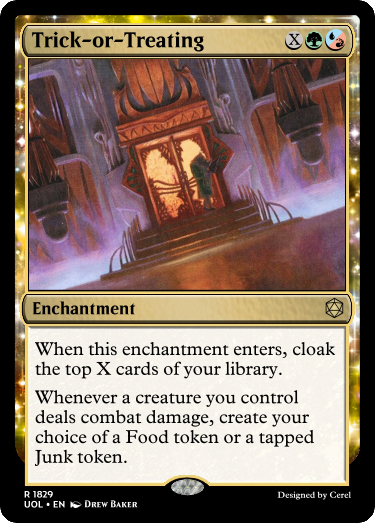 Trick-or-Treating X
Enchantment
When this enchantment enters, cloak
the top X cards of your library.
Whenever a creature you control
deals combat damage, create your
choice of a Food token or a tapped
Junk token.
R 1829
UOL • EN Drew Baker
Designed by Cerel